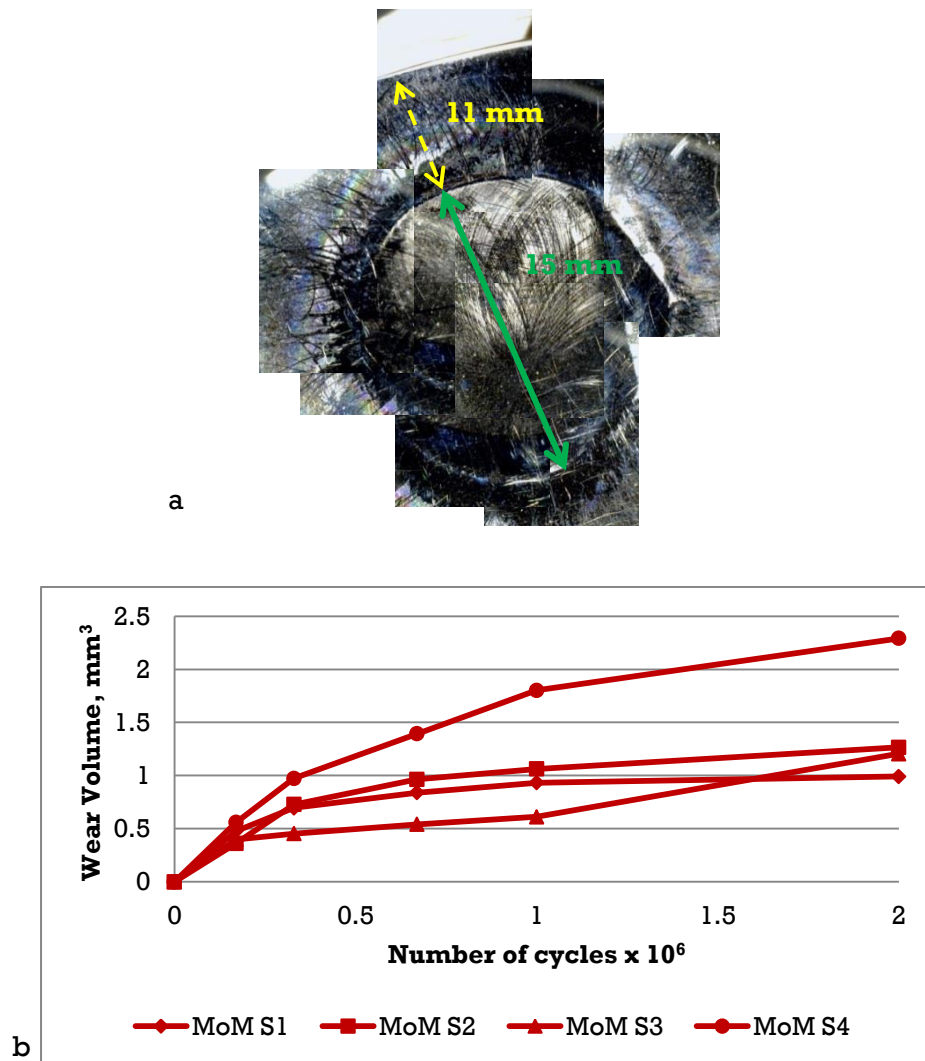 11 mm
15 mm
a
2.5
2
1.5
1
0.5
0
Wear Volume, mm³
0 0.5 1 1.5 2
Number of cycles x 10⁶
MoM S1 MoM S2 MoM S3 MoM S4
b